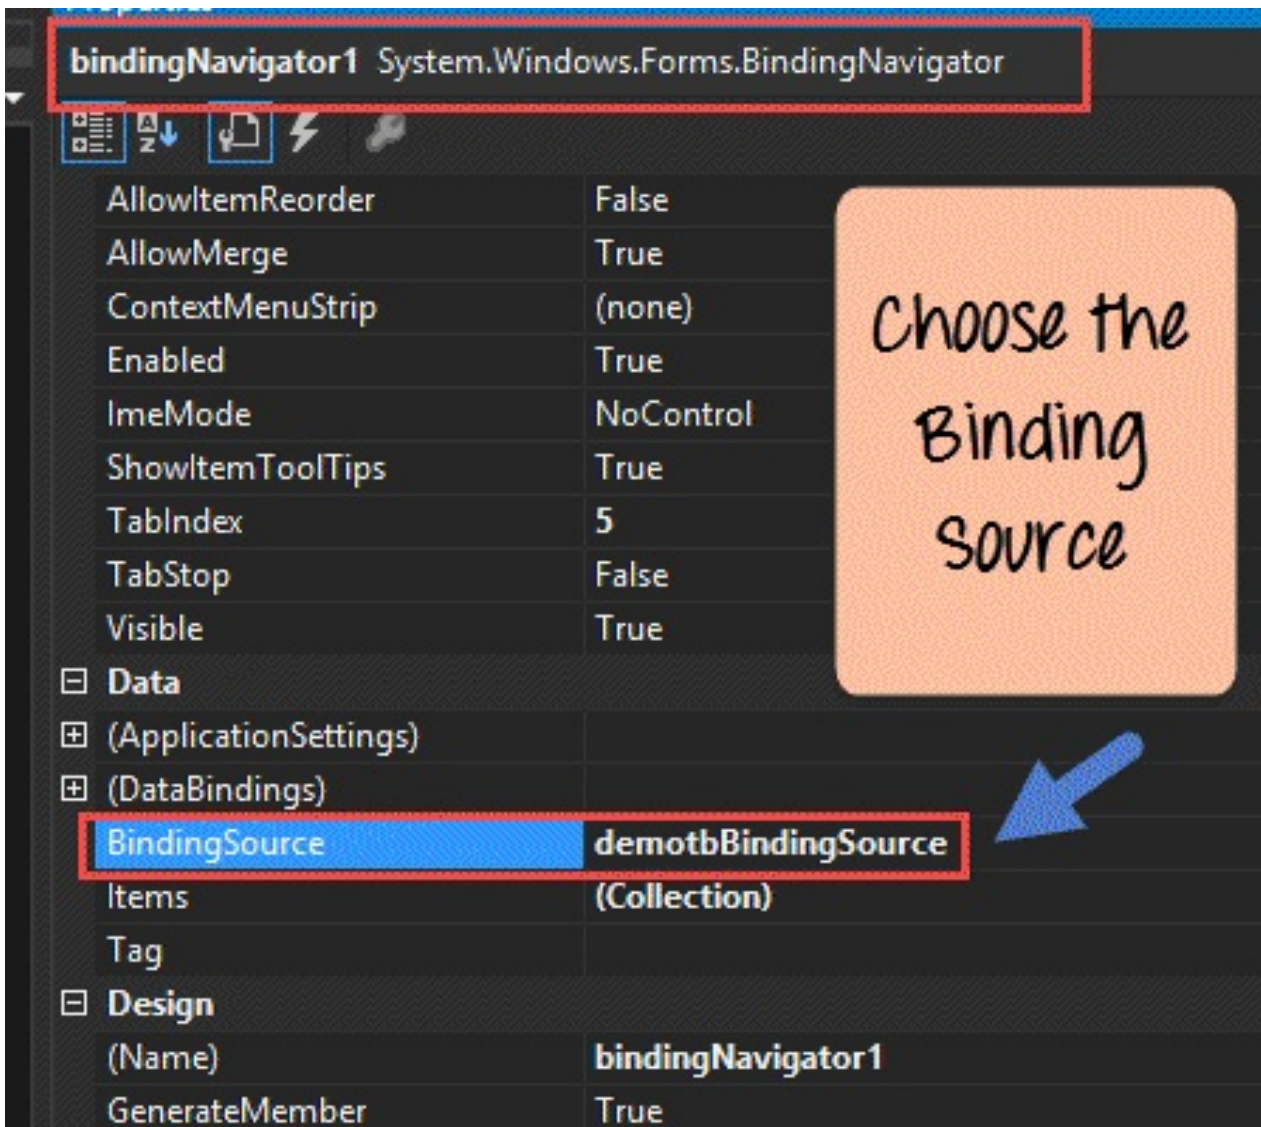 Properties
bindingNavigator1 System.Windows.Forms.BindingNavigator
AllowItemReorder False
AllowMerge True
ContextMenuStrip (none)
Enabled True
ImeMode NoControl
ShowItemToolTips True
TabIndex 5
TabStop False
Visible True
Choose the
Binding
Source
Data
(ApplicationSettings)
(DataBindings)
BindingSource demotbBindingSource
Items (Collection)
Tag
Design
(Name) bindingNavigator1
GenerateMember True